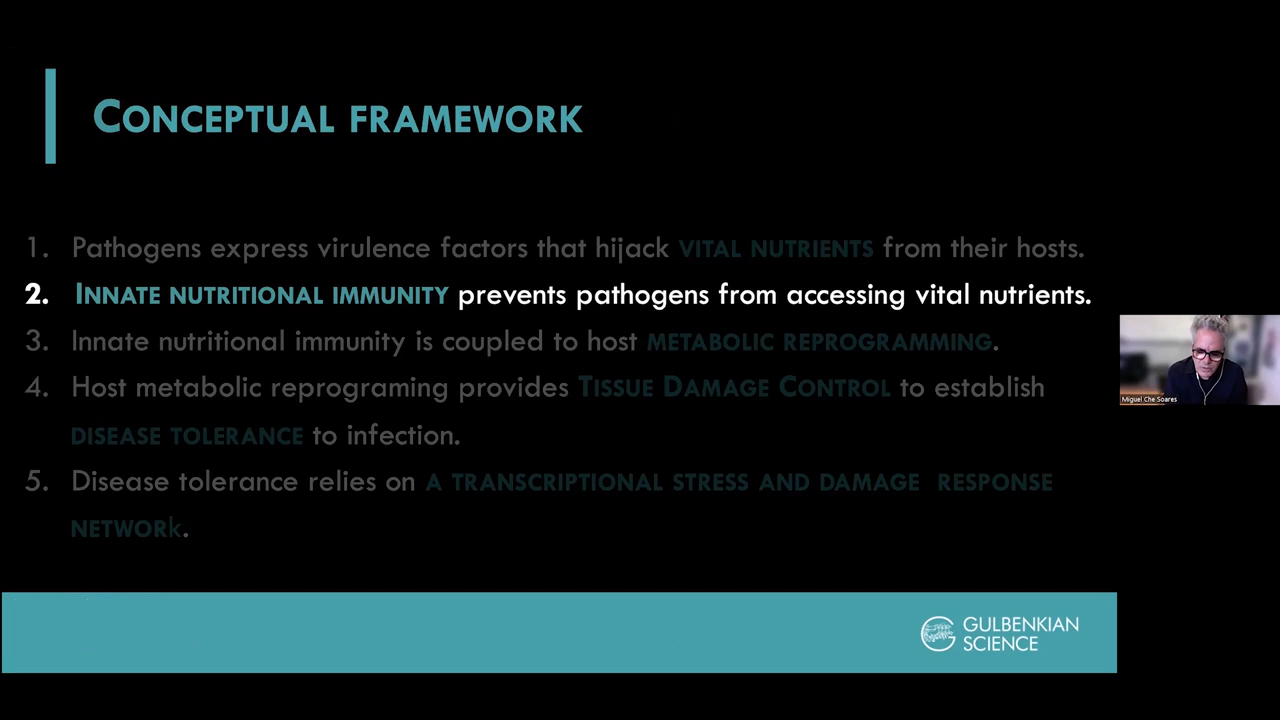 CONCEPTUAL FRAMEWORK
1. Pathogens express virulence factors that hijack VITAL NUTRIENTS from their hosts.
2. INNATE NUTRITIONAL IMMUNITY prevents pathogens from accessing vital nutrients.
3. Innate nutritional immunity is coupled to host METABOLIC REPROGRAMMING.
4. Host metabolic reprograming provides TISSUE DAMAGE CONTROL to establish
DISEASE TOLERANCE to infection.
5. Disease tolerance relies on A TRANSCRIPTIONAL STRESS AND DAMAGE RESPONSE
NETWORk.
Miguel Che Soares
GULBENKIAN
SCIENCE